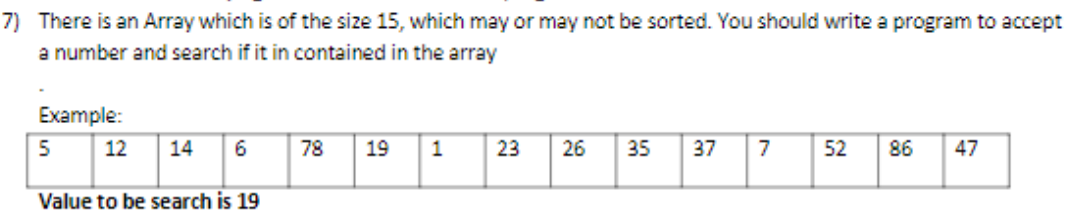 7) There is an Array which is of the size 15, which may or may not be sorted. You should write a program to accept
a number and search if it in contained in the array
.
Example:
5 12 14 6 78 19 1 23 26 35 37 7 52 86 47
Value to be search is 19